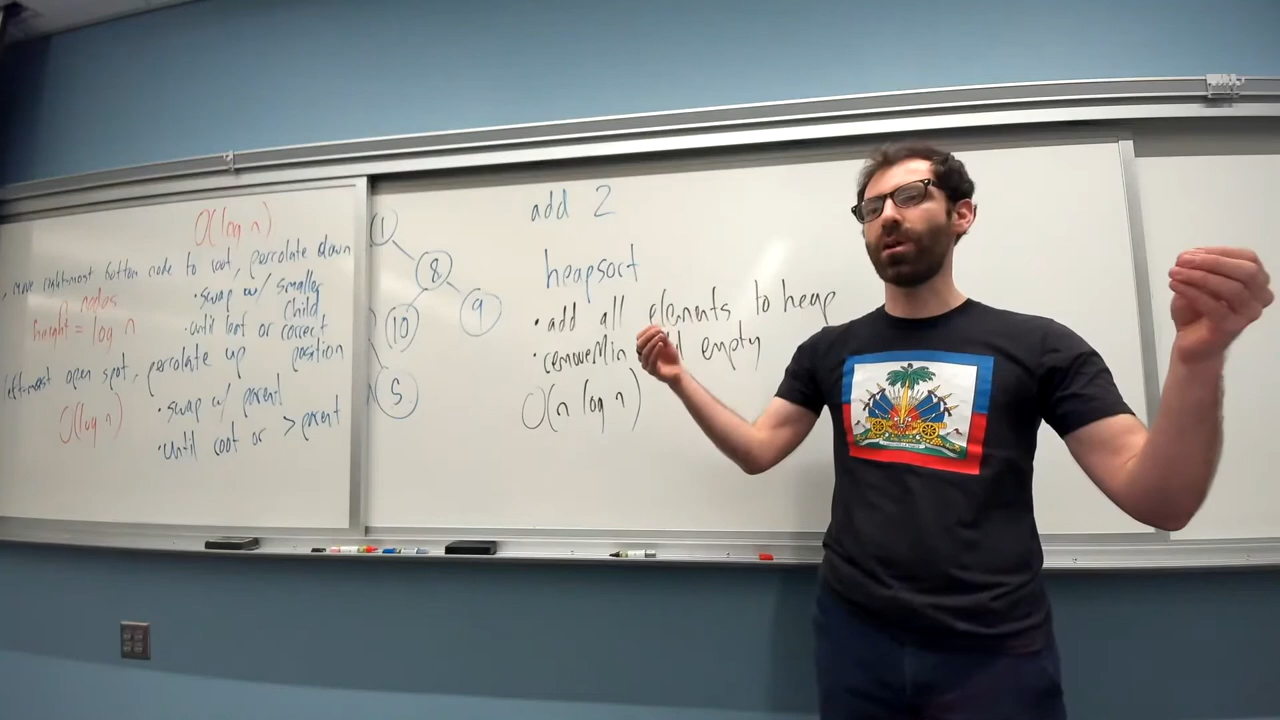 O(log n)
, move right-most bottom node to root, percolate down
• swap w/ smaller
child
n nodes
height = log n
• until leaf or correct
position
left-most open spot, percolate up
O(log n)
• swap w/ parent
• until root or > parent
1
8
10
9
5
add 2
heapsort
• add all elements to heap
• removeMin empty
O(n log n)